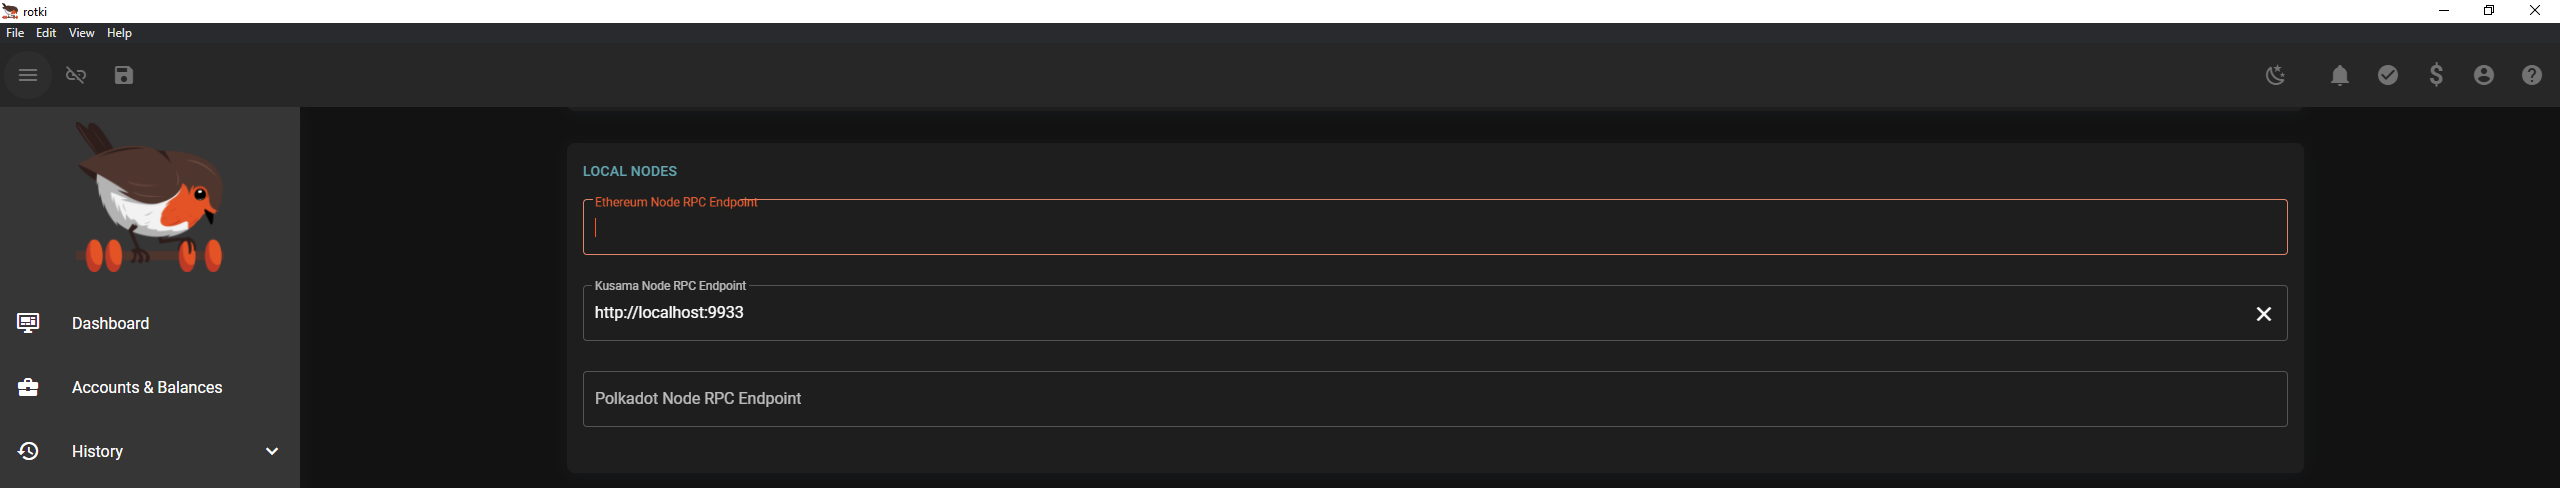 rotki
File Edit View Help
LOCAL NODES
Ethereum Node RPC Endpoint
Kusama Node RPC Endpoint
http://localhost:9933
Polkadot Node RPC Endpoint
Dashboard
Accounts & Balances
History